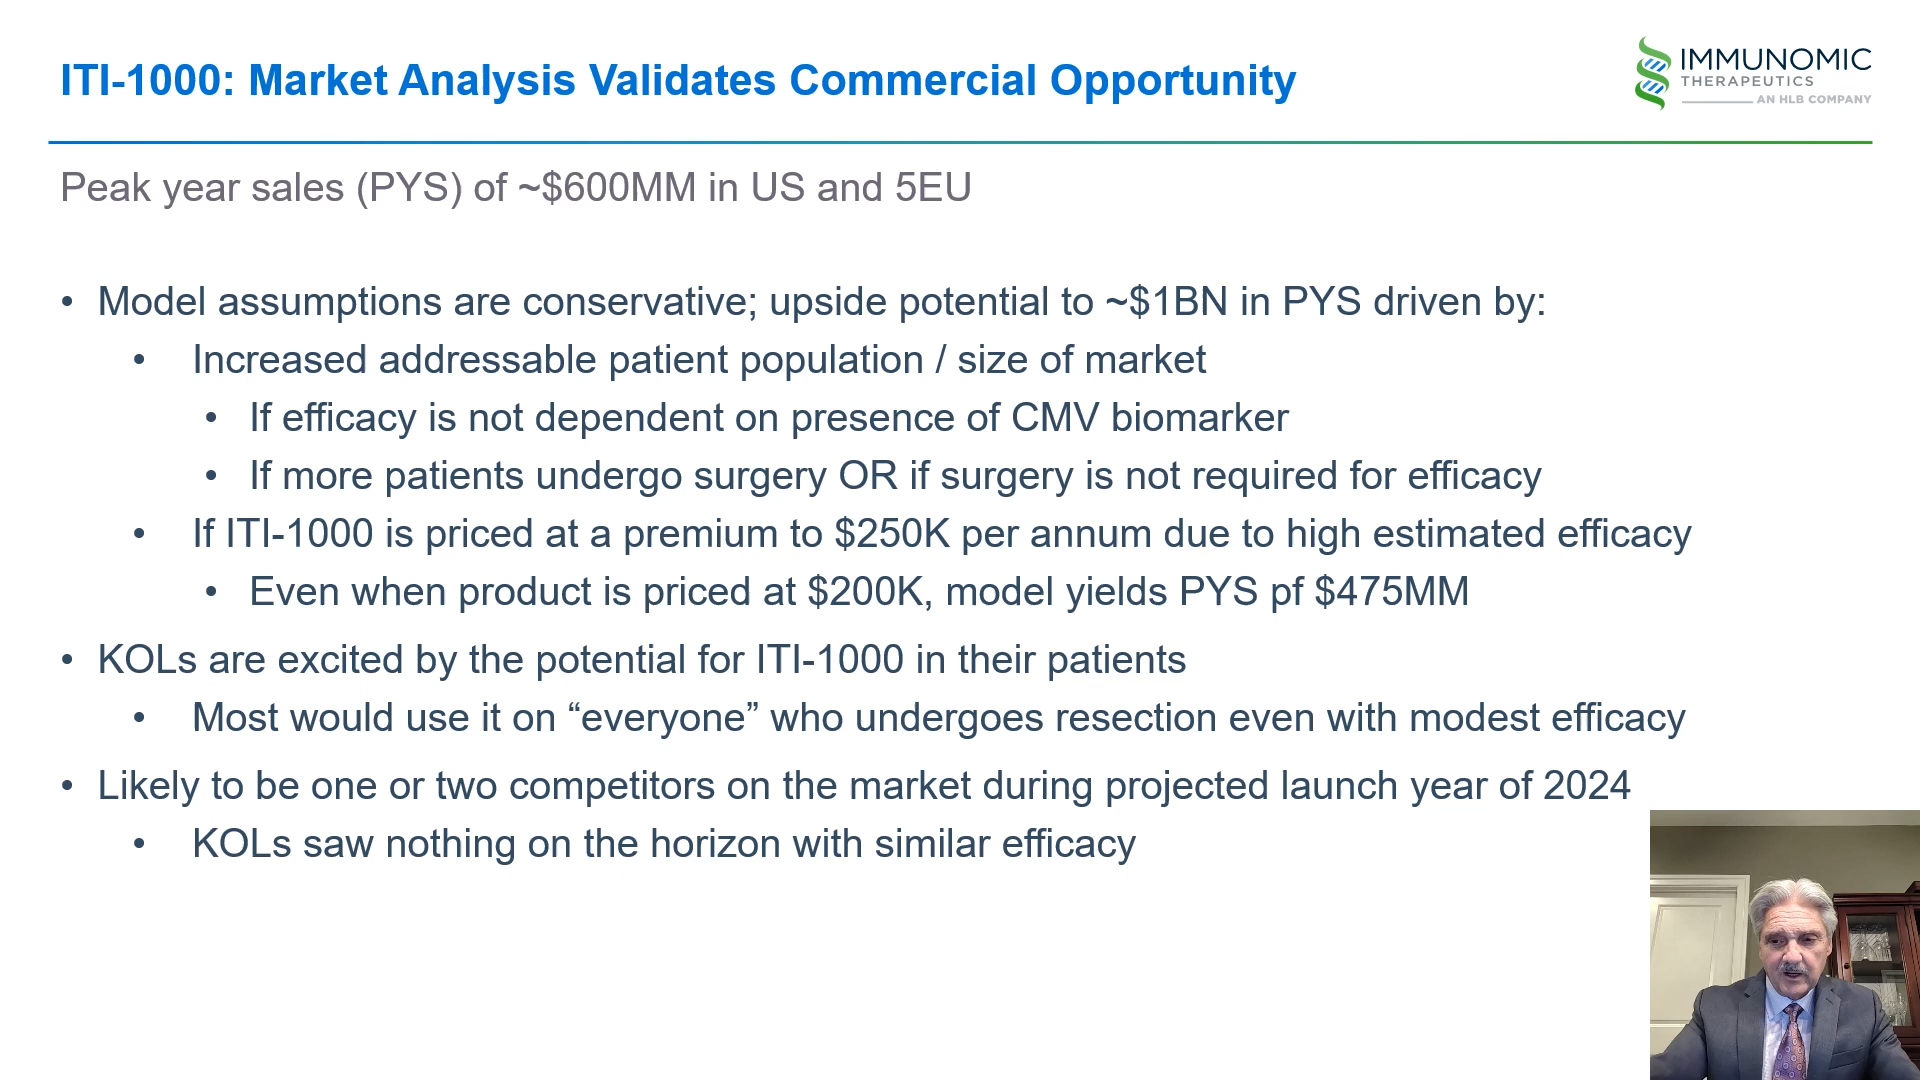 ITI-1000: Market Analysis Validates Commercial Opportunity
IMMUNOMIC
THERAPEUTICS
AN HLB COMPANY
Peak year sales (PYS) of ~$600MM in US and 5EU
• Model assumptions are conservative; upside potential to ~$1BN in PYS driven by:
• Increased addressable patient population / size of market
• If efficacy is not dependent on presence of CMV biomarker
• If more patients undergo surgery OR if surgery is not required for efficacy
• If ITI-1000 is priced at a premium to $250K per annum due to high estimated efficacy
• Even when product is priced at $200K, model yields PYS pf $475MM
• KOLs are excited by the potential for ITI-1000 in their patients
• Most would use it on “everyone” who undergoes resection even with modest efficacy
• Likely to be one or two competitors on the market during projected launch year of 2024
• KOLs saw nothing on the horizon with similar efficacy